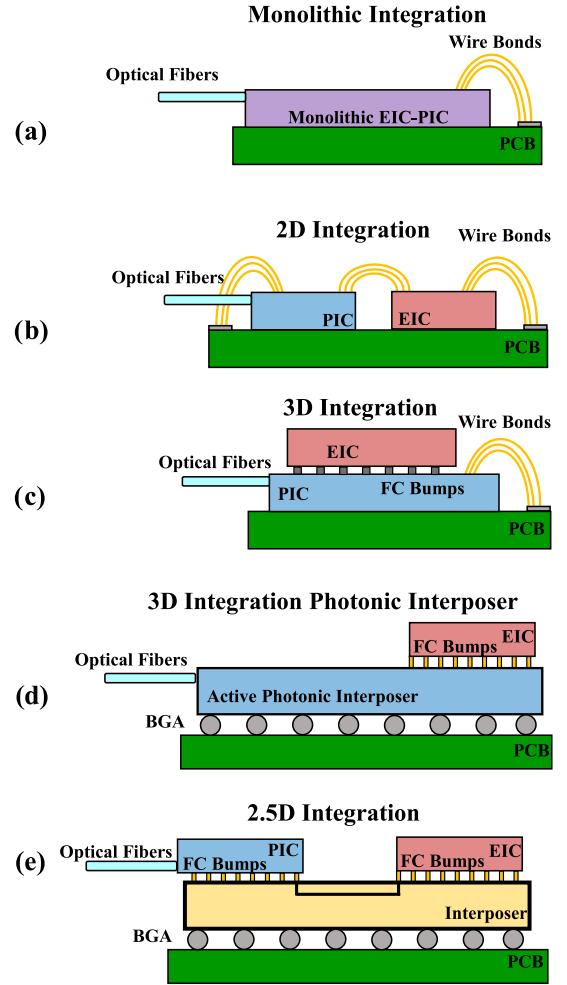 Monolithic Integration
Wire Bonds
Optical Fibers
(a)
Monolithic EIC-PIC
PCB
2D Integration
Wire Bonds
Optical Fibers
(b)
PIC
EIC
PCB
3D Integration
Wire Bonds
EIC
Optical Fibers
(c)
PIC
FC Bumps
PCB
3D Integration Photonic Interposer
EIC
FC Bumps
Optical Fibers
(d)
Active Photonic Interposer
BGA
PCB
2.5D Integration
(e)
Optical Fibers
PIC
FC Bumps
EIC
FC Bumps
Interposer
BGA
PCB